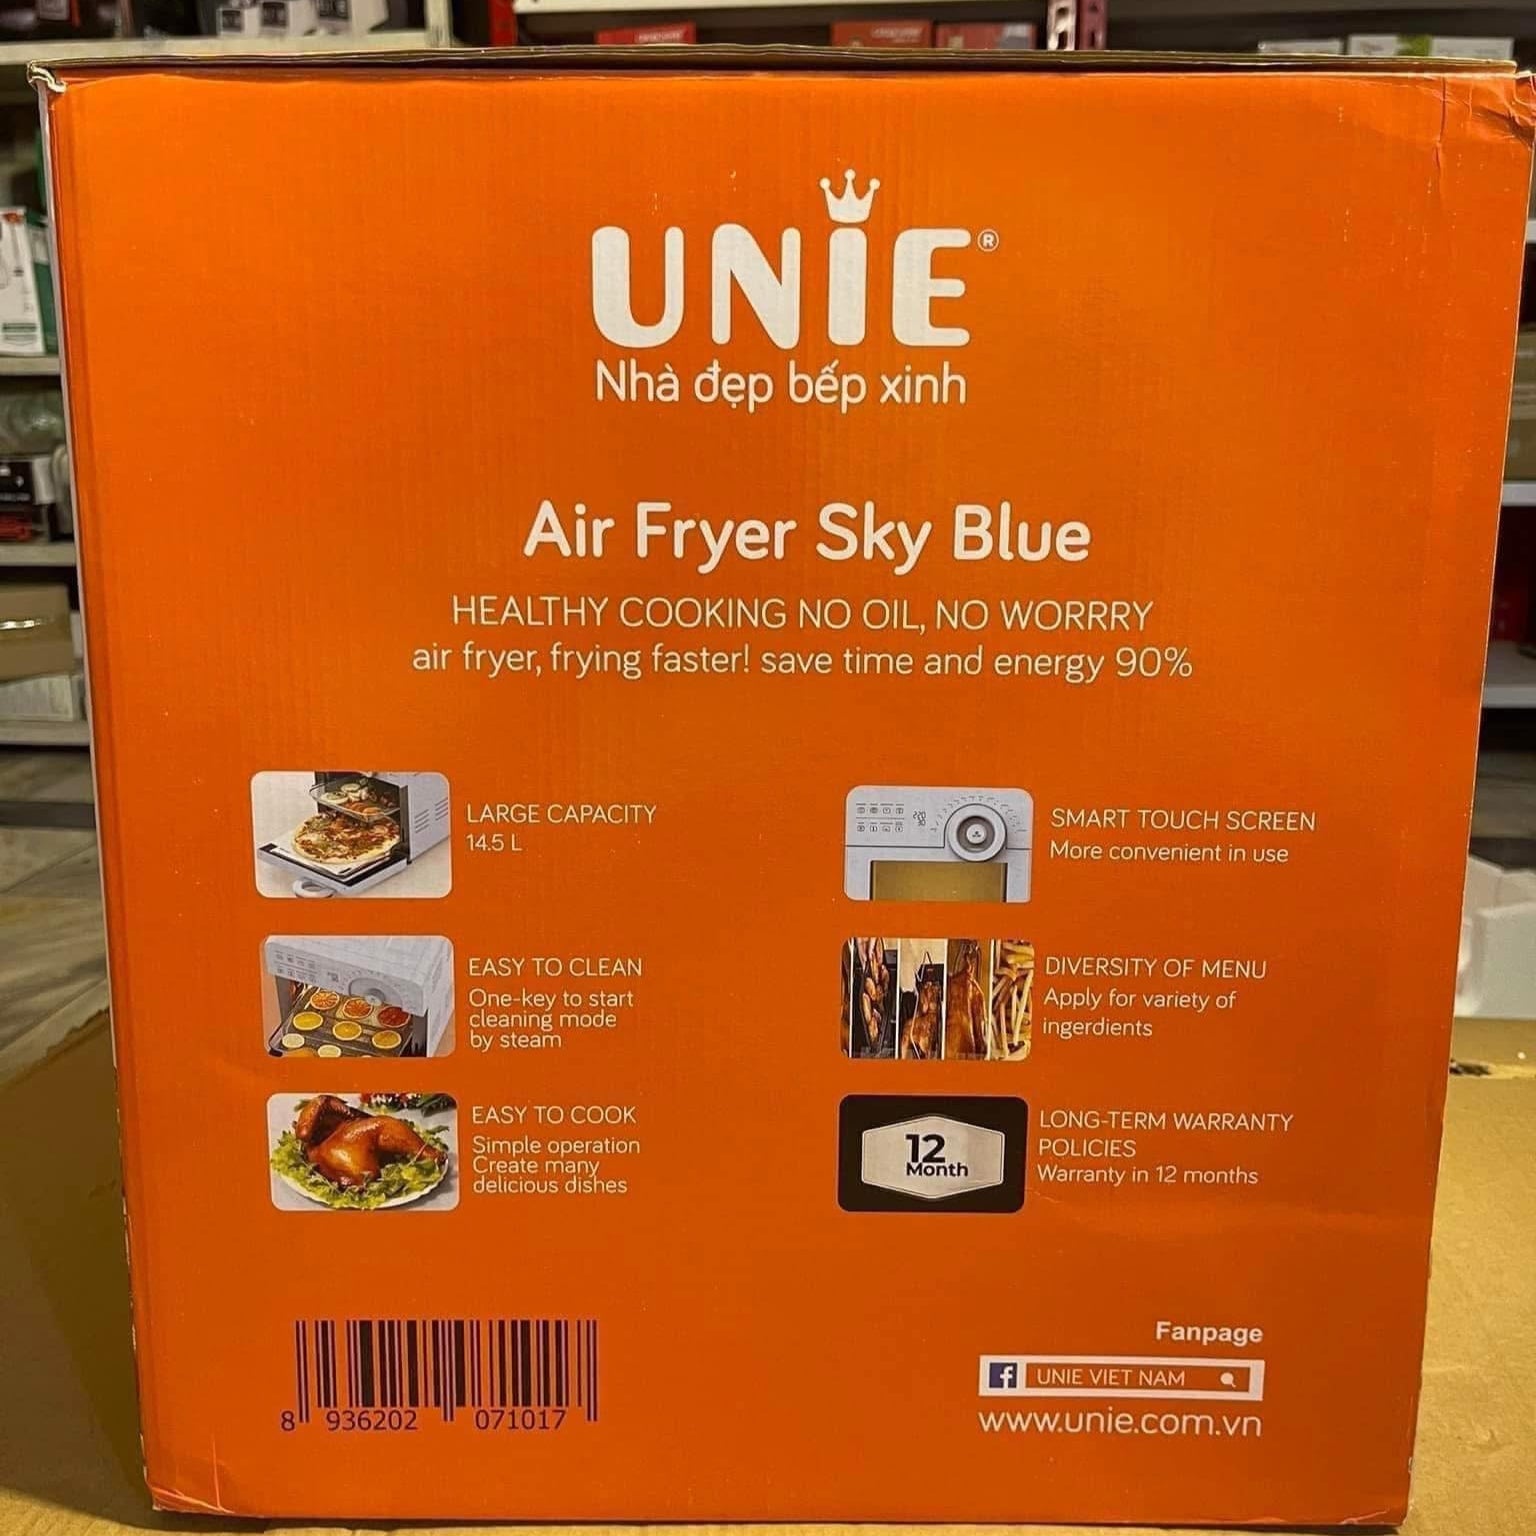 UNIE®
Nhà đẹp bếp xinh
Air Fryer Sky Blue
HEALTHY COOKING NO OIL, NO WORRRY
air fryer, frying faster! save time and energy 90%
LARGE CAPACITY
14.5 L
EASY TO CLEAN
One-key to start
cleaning mode
by steam
EASY TO COOK
Simple operation
Create many
delicious dishes
SMART TOUCH SCREEN
More convenient in use
DIVERSITY OF MENU
Apply for variety of
ingerdients
12
Month
LONG-TERM WARRANTY
POLICIES
Warranty in 12 months
8 936202 071017
Fanpage
f UNIE VIET NAM
www.unie.com.vn